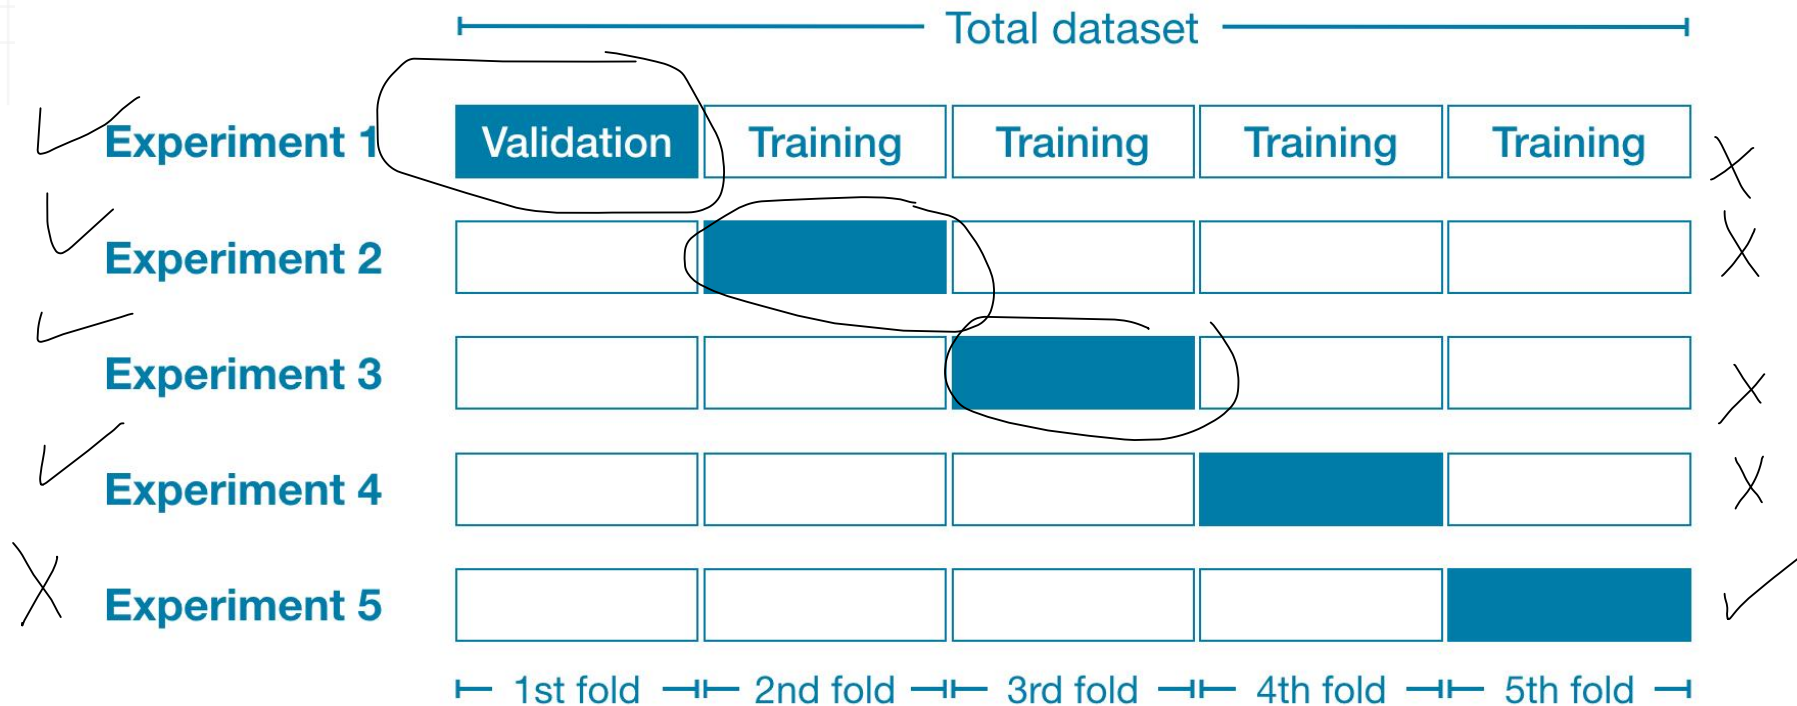 Total dataset
Experiment 1 Validation Training Training Training Training
Experiment 2
Experiment 3
Experiment 4
Experiment 5
1st fold 2nd fold 3rd fold 4th fold 5th fold